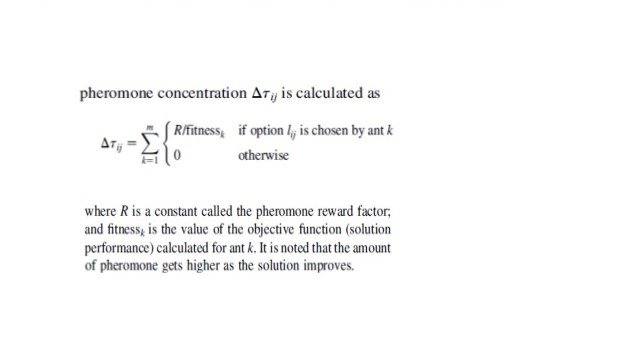 pheromone concentration Δτij is calculated as
Δτij = ∑ k=1 m { R/fitnessk if option lij is chosen by ant k
0 otherwise
where R is a constant called the pheromone reward factor;
and fitnessk is the value of the objective function (solution
performance) calculated for ant k. It is noted that the amount
of pheromone gets higher as the solution improves.